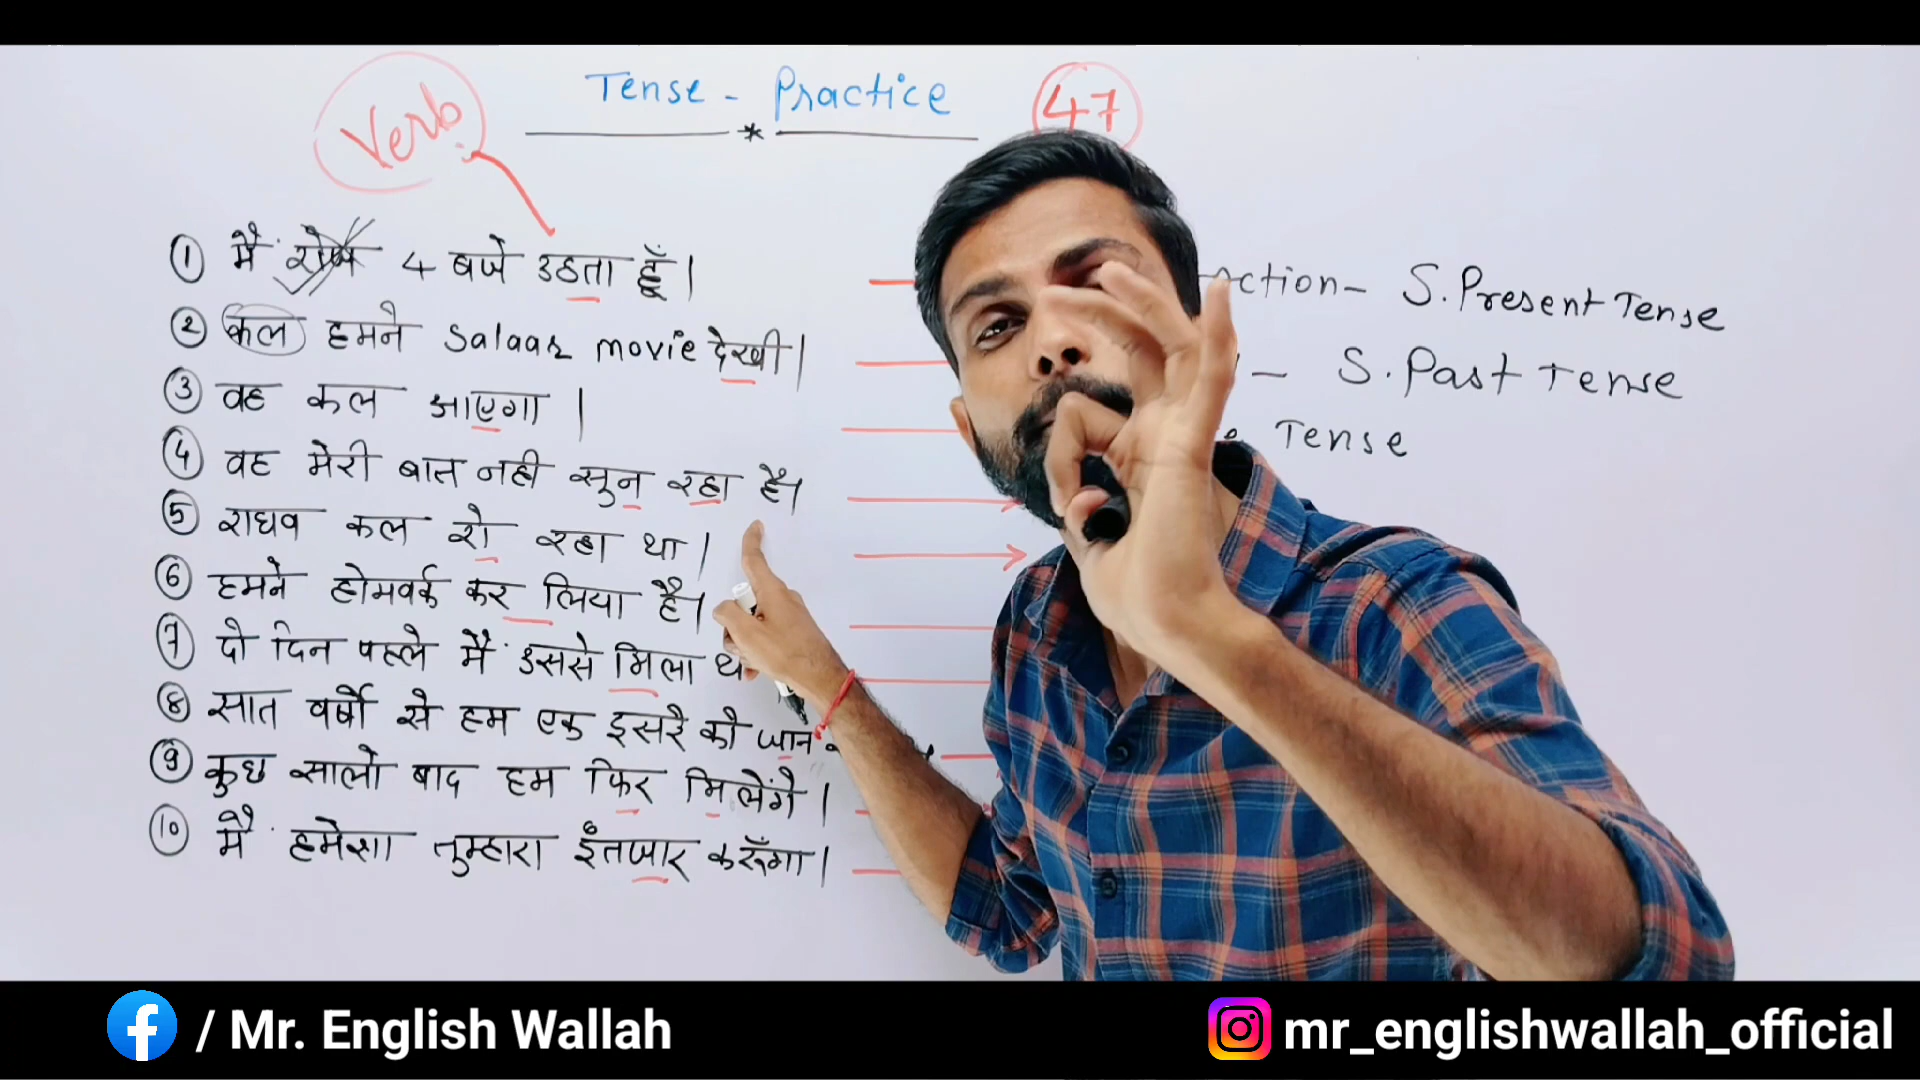 Verb
Tense - Practice
47
① मैं रोज 4 बजे उठता हूँ।
② कल हमने Salaar movie देखी।
③ वह कल आएगा।
④ वह मेरी बात नही सुन रहा है।
⑤ राघव कल रो रहा था।
⑥ हमने होमवर्क कर लिया है।
⑦ दो दिन पहले मैं उससे मिला
⑧ सात वर्षो से हम एक दूसरे को जान
⑨ कुछ सालो बाद हम फिर मिलेंगे।
⑩ मैं हमेशा तुम्हारा इंतजार करूँगा।
ction - S. Present Tense
- S. Past Tense
Tense
/ Mr. English Wallah
mr_englishwallah_official